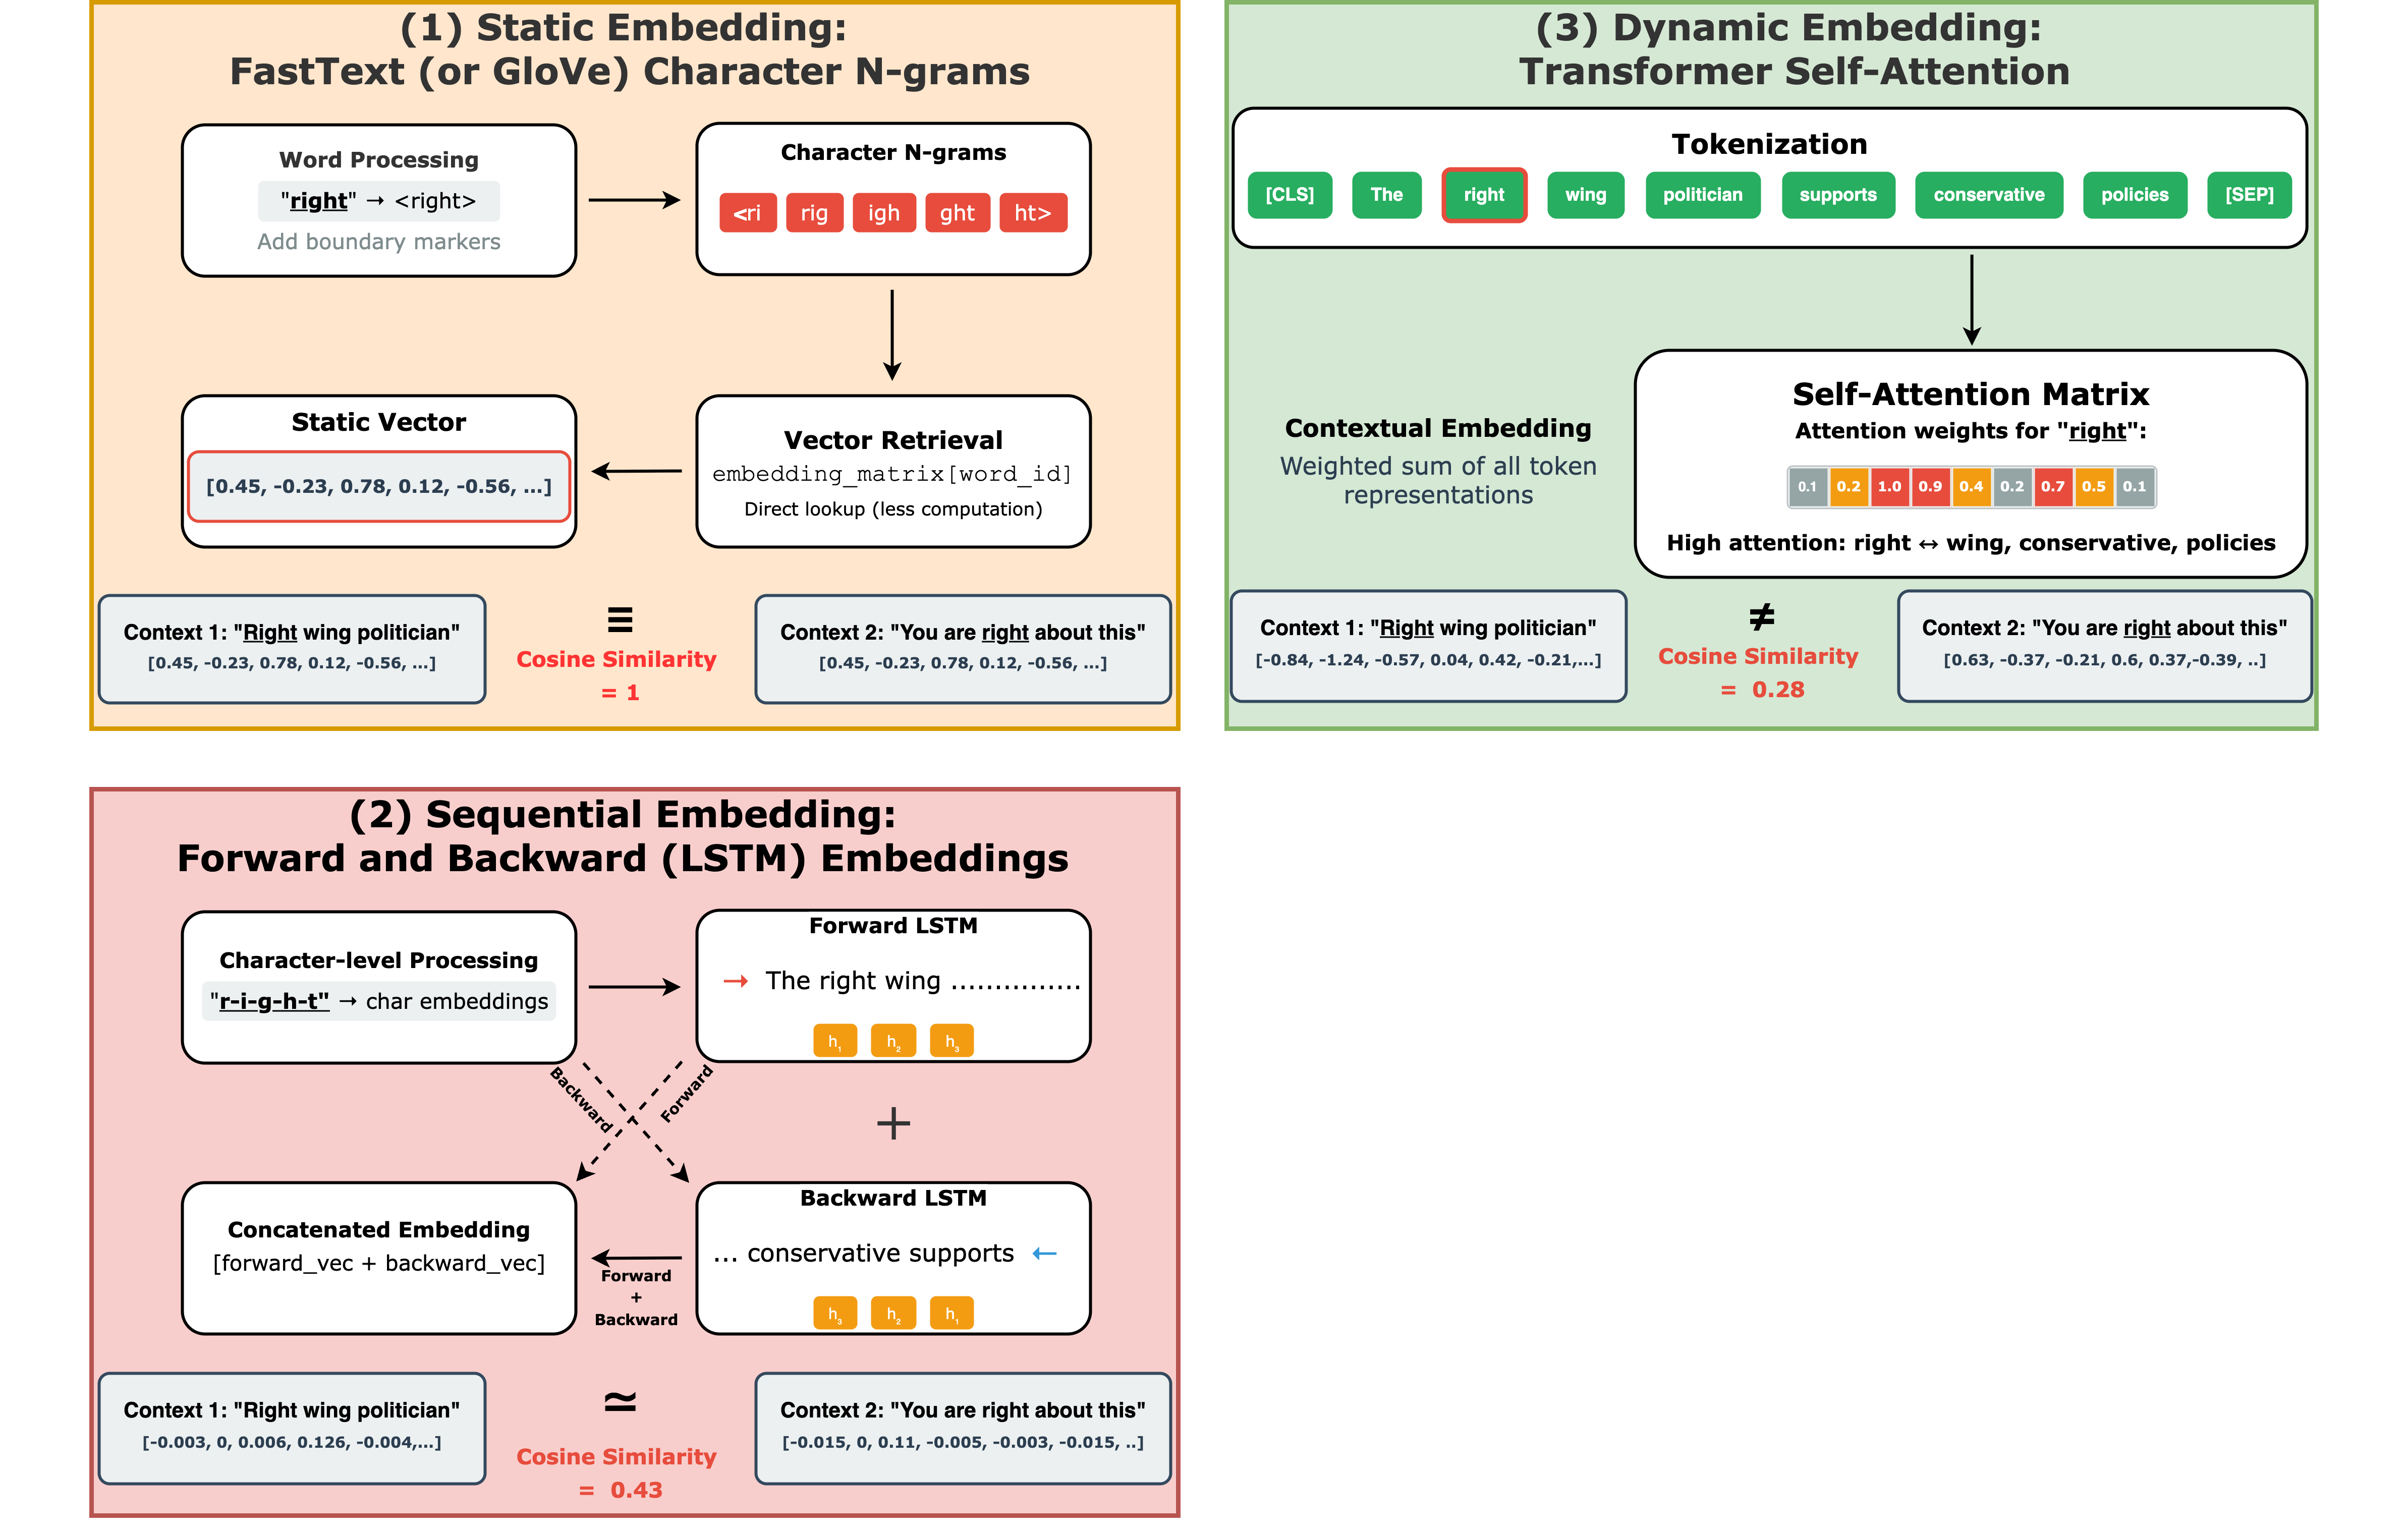 (1) Static Embedding:
FastText (or GloVe) Character N-grams
Word Processing
"right" → <right>
Add boundary markers
Character N-grams
<ri rig igh ght ht>
Static Vector
[0.45, -0.23, 0.78, 0.12, -0.56, ...]
Vector Retrieval
embedding_matrix[word_id]
Direct lookup (less computation)
Context 1: "Right wing politician"
[0.45, -0.23, 0.78, 0.12, -0.56, ...]
≡
Cosine Similarity
= 1
Context 2: "You are right about this"
[0.45, -0.23, 0.78, 0.12, -0.56, ...]
(3) Dynamic Embedding:
Transformer Self-Attention
Tokenization
[CLS] The right wing politician supports conservative policies [SEP]
Contextual Embedding
Weighted sum of all token
representations
Self-Attention Matrix
Attention weights for "right":
0.1 0.2 1.0 0.9 0.4 0.2 0.7 0.5 0.1
High attention: right ↔ wing, conservative, policies
Context 1: "Right wing politician"
[-0.84, -1.24, -0.57, 0.04, 0.42, -0.21,...]
≠
Cosine Similarity
= 0.28
Context 2: "You are right about this"
[0.63, -0.37, -0.21, 0.6, 0.37,-0.39, ..]
(2) Sequential Embedding:
Forward and Backward (LSTM) Embeddings
Character-level Processing
"r-i-g-h-t" → char embeddings
Forward LSTM
→ The right wing ...............
h₁ h₂ h₃
Backward
Forward
+
Concatenated Embedding
[forward_vec + backward_vec]
Forward
+
Backward
Backward LSTM
... conservative supports ←
h₃ h₂ h₁
Context 1: "Right wing politician"
[-0.003, 0, 0.006, 0.126, -0.004,...]
≃
Cosine Similarity
= 0.43
Context 2: "You are right about this"
[-0.015, 0, 0.11, -0.005, -0.003, -0.015, ..]